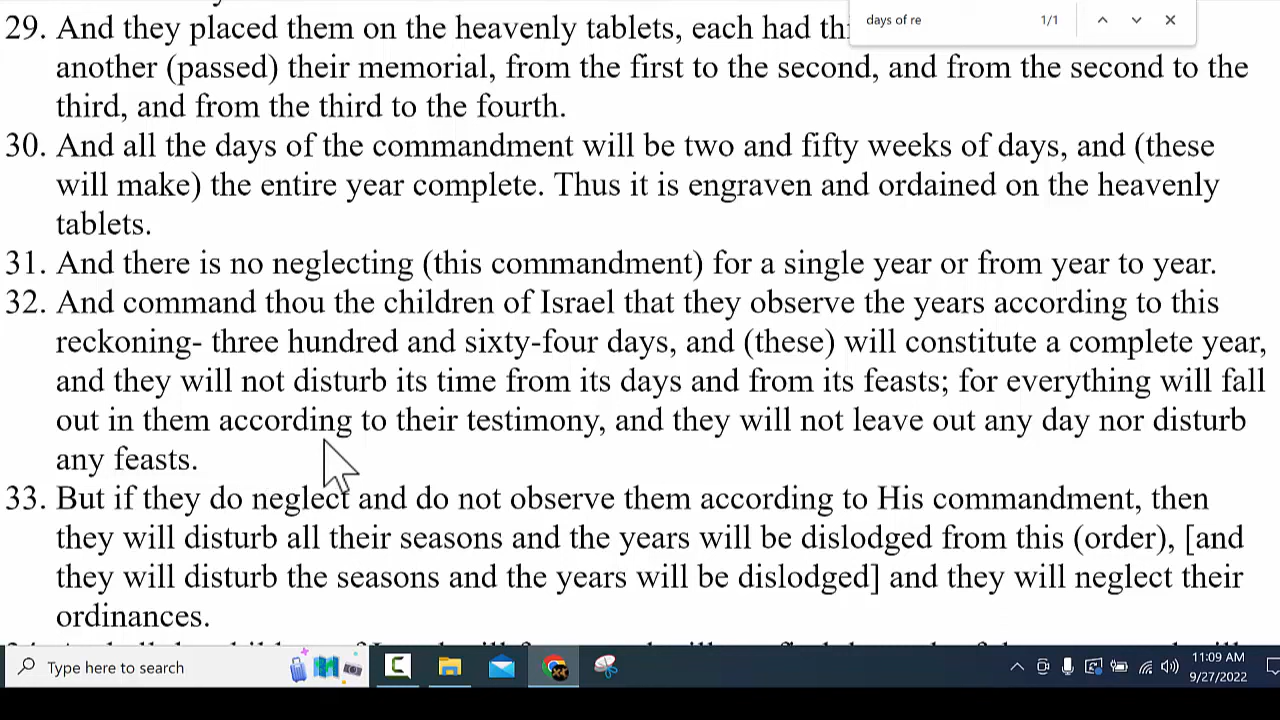 29. And they placed them on the heavenly tablets, each had
days of re
1/1
another (passed) their memorial, from the first to the second, and from the second to the
third, and from the third to the fourth.
30. And all the days of the commandment will be two and fifty weeks of days, and (these
will make) the entire year complete. Thus it is engraven and ordained on the heavenly
tablets.
31. And there is no neglecting (this commandment) for a single year or from year to year.
32. And command thou the children of Israel that they observe the years according to this
reckoning- three hundred and sixty-four days, and (these) will constitute a complete year,
and they will not disturb its time from its days and from its feasts; for everything will fall
out in them according to their testimony, and they will not leave out any day nor disturb
any feasts.
33. But if they do neglect and do not observe them according to His commandment, then
they will disturb all their seasons and the years will be dislodged from this (order), [and
they will disturb the seasons and the years will be dislodged] and they will neglect their
ordinances.
Type here to search
11:09 AM
9/27/2022